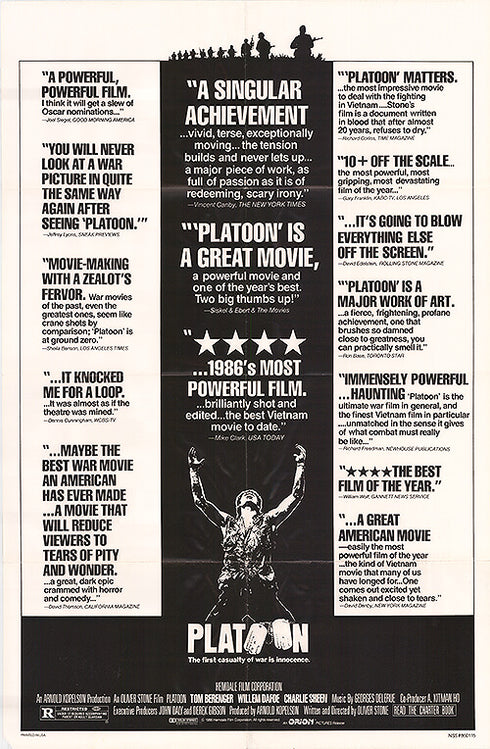 "A POWERFUL,
POWERFUL FILM.
I think it will get a slew of
Oscar nominations..."
—Joel Siegel, GOOD MORNING AMERICA
"YOU WILL NEVER
LOOK AT A WAR
PICTURE IN QUITE
THE SAME WAY
AGAIN AFTER
SEEING 'PLATOON.'"
—Jeffrey Lyons, SNEAK PREVIEWS
"MOVIE-MAKING
WITH A ZEALOT'S
FERVOR. War movies
of the past, even the
greatest ones, seem like
crane shots by
comparison; 'Platoon' is
at ground zero."
—Sheila Benson, LOS ANGELES TIMES
"...IT KNOCKED
ME FOR A LOOP.
...It was almost as if the
theatre was mined."
—Dennis Cunningham, WCBS-TV
"...MAYBE THE
BEST WAR MOVIE
AN AMERICAN
HAS EVER MADE
...A MOVIE THAT
WILL REDUCE
VIEWERS TO
TEARS OF PITY
AND WONDER.
...a great, dark epic
crammed with horror
and comedy..."
—David Thomson, CALIFORNIA MAGAZINE
"A SINGULAR
ACHIEVEMENT
...vivid, terse, exceptionally
moving...the tension
builds and never lets up...
a major piece of work, as
full of passion as it is of
redeeming, scary irony."
—Vincent Canby, THE NEW YORK TIMES
"'PLATOON' IS
A GREAT MOVIE,
a powerful movie and
one of the year's best.
Two big thumbs up!"
—Siskel & Ebert & The Movies
"★★★★
...1986's MOST
POWERFUL FILM.
...brilliantly shot and
edited...the best Vietnam
movie to date."
—Mike Clark, USA TODAY
"'PLATOON' MATTERS.
...the most impressive movie
to deal with the fighting
in Vietnam....Stone's
film is a document written
in blood that after almost
20 years, refuses to dry."
—Richard Corliss, TIME MAGAZINE
"10+ OFF THE SCALE...
the most powerful, most
gripping, most devastating
film of the year..."
—Gary Franklin, KABC-TV, LOS ANGELES
"...IT'S GOING TO BLOW
EVERYTHING ELSE
OFF THE SCREEN."
—David Edelstein, ROLLING STONE MAGAZINE
"'PLATOON' IS A
MAJOR WORK OF ART.
...a fierce, frightening, profane
achievement, one that
brushes so damned
close to greatness, you
can practically smell it."
—Ron Base, TORONTO STAR
"IMMENSELY POWERFUL
...HAUNTING 'Platoon' is the
ultimate war film in general, and
the finest Vietnam film in particular
....unmatched in the sense it gives
of what combat must really
be like..."
—Richard Freedman, NEWHOUSE PUBLICATIONS
"★★★★THE BEST
FILM OF THE YEAR."
—William Wolf, GANNETT NEWS SERVICE
"...A GREAT
AMERICAN MOVIE
—easily the most
powerful film of the year
...the kind of Vietnam
movie that many of us
have longed for...One
comes out excited yet
shaken and close to tears."
—David Denby, NEW YORK MAGAZINE
PLATOON
The first casualty of war is innocence.
HEMDALE FILM CORPORATION
An ARNOLD KOPELSON Production An OLIVER STONE Film PLATOON TOM BERENGER WILLEM DAFOE CHARLIE SHEEN Music by GEORGES DELERUE Co-Producer A. KITMAN HO
Executive Producers JOHN DALY and DEREK GIBSON Produced by ARNOLD KOPELSON Written and Directed by OLIVER STONE READ THE CHARTER BOOK
R RESTRICTED
An ORION PICTURES Release
PRINTED IN USA